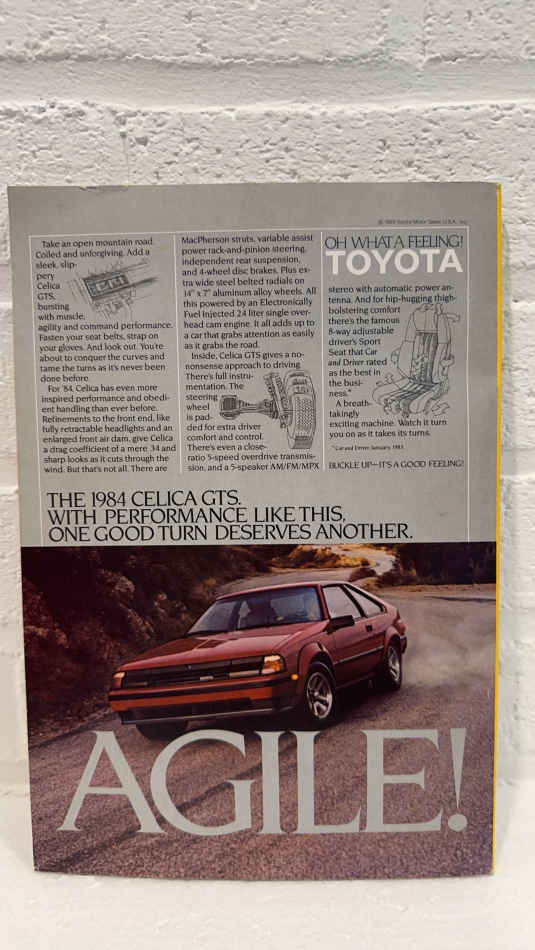 © 1983 Toyota Motor Sales, U.S.A., Inc.
Take an open mountain road.
Coiled and unforgiving. Add a
sleek, slip-
pery
Celica
GTS,
bursting
with muscle,
agility and command performance.
Fasten your seat belts, strap on
your gloves. And look out. You're
about to conquer the curves and
tame the turns as it's never been
done before.
For '84, Celica has even more
inspired performance and obedi-
ent handling than ever before.
Refinements to the front end, like
fully retractable headlights and an
enlarged front air dam, give Celica
a drag coefficient of a mere .34 and
sharp looks as it cuts through the
wind. But that's not all. There are
MacPherson struts, variable assist
power rack-and-pinion steering,
independent rear suspension,
and 4-wheel disc brakes. Plus ex-
tra wide steel belted radials on
14" x 7" aluminum alloy wheels. All
this powered by an Electronically
Fuel Injected 2.4 liter single over-
head cam engine. It all adds up to
a car that grabs attention as easily
as it grabs the road.
Inside, Celica GTS gives a no-
nonsense approach to driving.
There's full instru-
mentation. The
steering
wheel
is pad-
ded for extra driver
comfort and control.
There's even a close-
ratio 5-speed overdrive transmis-
sion, and a 5-speaker AM/FM/MPX
OH WHAT A FEELING!
TOYOTA
stereo with automatic power an-
tenna. And for hip-hugging thigh-
bolstering comfort
there's the famous
8-way adjustable
driver's Sport
Seat that Car
and Driver rated
as the best in
the busi-
ness.*
A breath-
takingly
exciting machine. Watch it turn
you on as it takes its turns.
*Car and Driver, January, 1983.
BUCKLE UP—IT'S A GOOD FEELING!
THE 1984 CELICA GTS.
WITH PERFORMANCE LIKE THIS,
ONE GOOD TURN DESERVES ANOTHER.
AGILE!